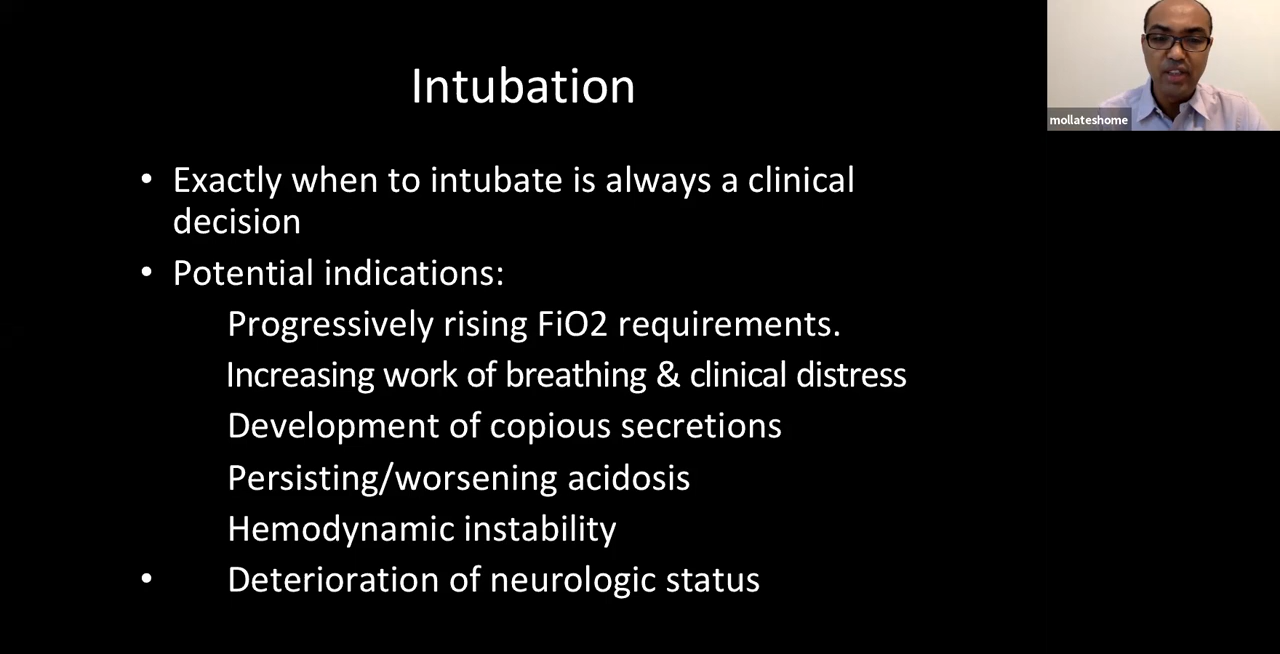 Intubation
mollateshome
• Exactly when to intubate is always a clinical
decision
• Potential indications:
Progressively rising FiO2 requirements.
Increasing work of breathing & clinical distress
Development of copious secretions
Persisting/worsening acidosis
Hemodynamic instability
• Deterioration of neurologic status